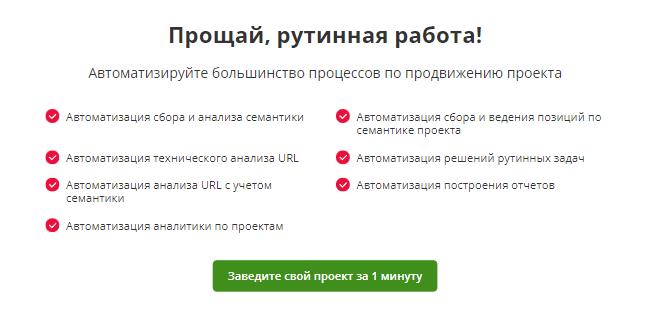 Прощай, рутинная работа!
Автоматизируйте большинство процессов по продвижению проекта
Автоматизация сбора и анализа семантики
Автоматизация технического анализа URL
Автоматизация анализа URL с учетом
семантики
Автоматизация аналитики по проектам
Автоматизация сбора и ведения позиций по
семантике проекта
Автоматизация решений рутинных задач
Автоматизация построения отчетов
Заведите свой проект за 1 минуту